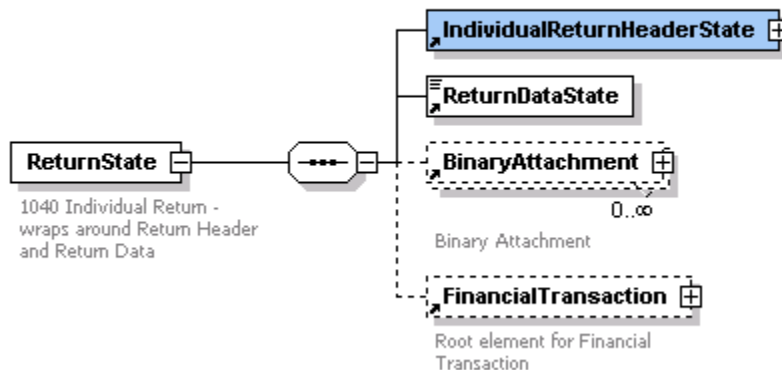 IndividualReturnHeaderState
ReturnDataState
ReturnState
BinaryAttachment
0..∞
1040 Individual Return -
wraps around Return Header
and Return Data
Binary Attachment
FinancialTransaction
Root element for Financial
Transaction